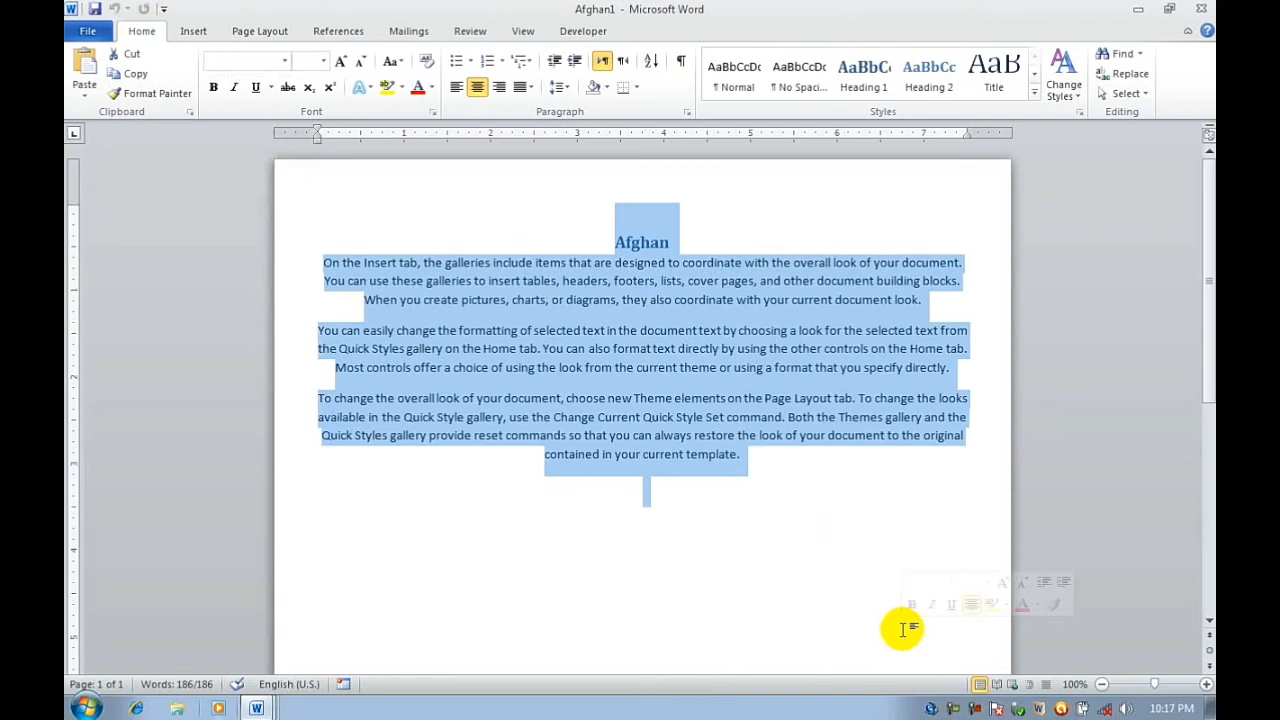 Afghan1 - Microsoft Word
File Home Insert Page Layout References Mailings Review View Developer
Paste
Cut
Copy
Format Painter
Clipboard
Font
Paragraph
AaBbCcDc AaBbCcDc AaBbCc AaBbCc AaB
¶ Normal ¶ No Spaci... Heading 1 Heading 2 Title
Styles
Change
Styles
Find
Replace
Select
Editing
1 2 3 4 5 6 7
Afghan
On the Insert tab, the galleries include items that are designed to coordinate with the overall look of your document.
You can use these galleries to insert tables, headers, footers, lists, cover pages, and other document building blocks.
When you create pictures, charts, or diagrams, they also coordinate with your current document look.
You can easily change the formatting of selected text in the document text by choosing a look for the selected text from
the Quick Styles gallery on the Home tab. You can also format text directly by using the other controls on the Home tab.
Most controls offer a choice of using the look from the current theme or using a format that you specify directly.
To change the overall look of your document, choose new Theme elements on the Page Layout tab. To change the looks
available in the Quick Style gallery, use the Change Current Quick Style Set command. Both the Themes gallery and the
Quick Styles gallery provide reset commands so that you can always restore the look of your document to the original
contained in your current template.
Page: 1 of 1 Words: 186/186 English (U.S.) 100%
10:17 PM